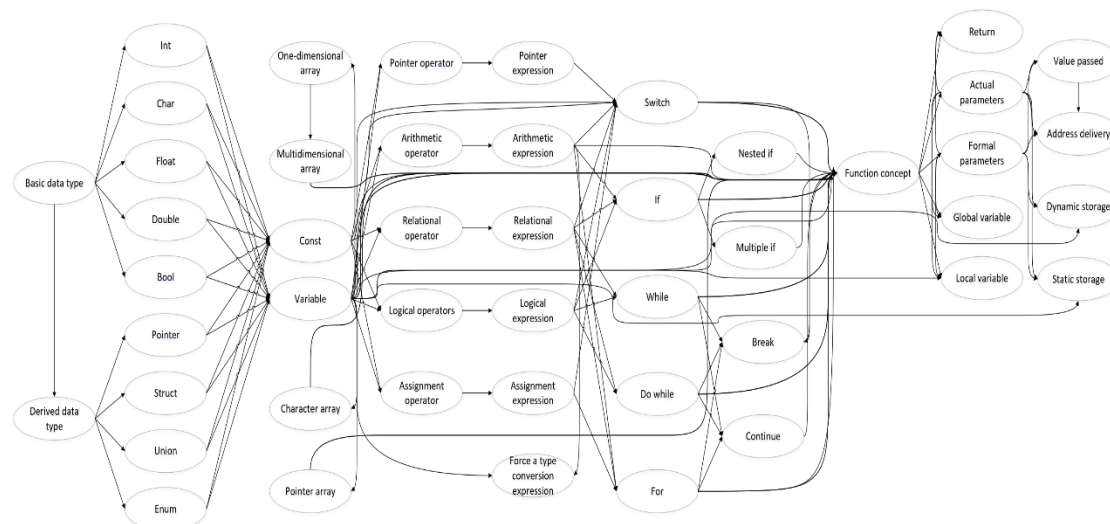 Basic data type
Derived data
type
Int
Char
Float
Double
Bool
Pointer
Struct
Union
Enum
Const
Variable
One-dimensional
array
Multidimensional
array
Character array
Pointer array
Pointer operator
Arithmetic
operator
Relational
operator
Logical operators
Assignment
operator
Pointer
expression
Arithmetic
expression
Relational
expression
Logical
expression
Assignment
expression
Force a type
conversion
expression
Switch
If
While
Do while
For
Nested if
Multiple if
Break
Continue
Function concept
Return
Actual
parameters
Formal
parameters
Global variable
Local variable
Value passed
Address delivery
Dynamic storage
Static storage